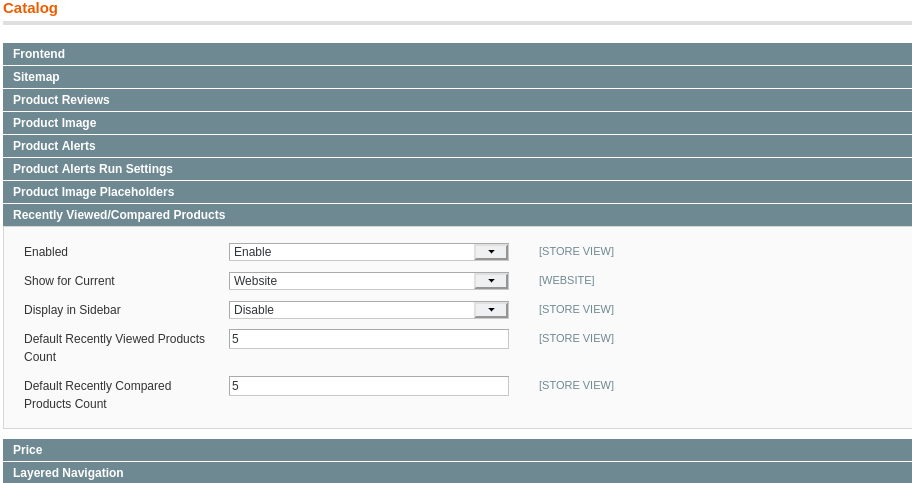 Catalog
Frontend
Sitemap
Product Reviews
Product Image
Product Alerts
Product Alerts Run Settings
Product Image Placeholders
Recently Viewed/Compared Products
Enabled Enable [STORE VIEW]
Show for Current Website [WEBSITE]
Display in Sidebar Disable [STORE VIEW]
Default Recently Viewed Products 5 [STORE VIEW]
Count
Default Recently Compared 5 [STORE VIEW]
Products Count
Price
Layered Navigation